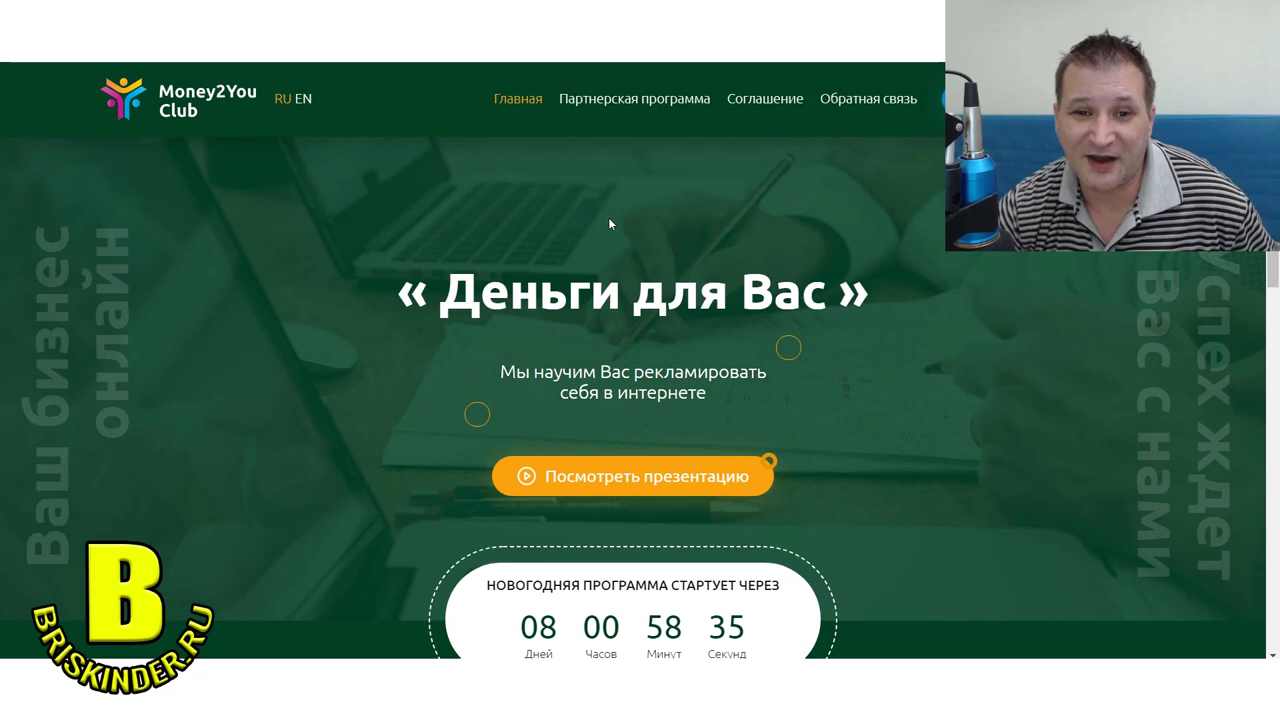 Money2You
Club
RU EN
Главная
Партнерская программа
Соглашение
Обратная связь
Ваш бизнес
онлайн
« Деньги для Вас »
Успех ждет
Вас с нами
Мы научим Вас рекламировать
себя в интернете
Посмотреть презентацию
НОВОГОДНЯЯ ПРОГРАММА СТАРТУЕТ ЧЕРЕЗ
08 00 58 35
Дней Часов Минут Секунд
B
BRISKINDER.RU